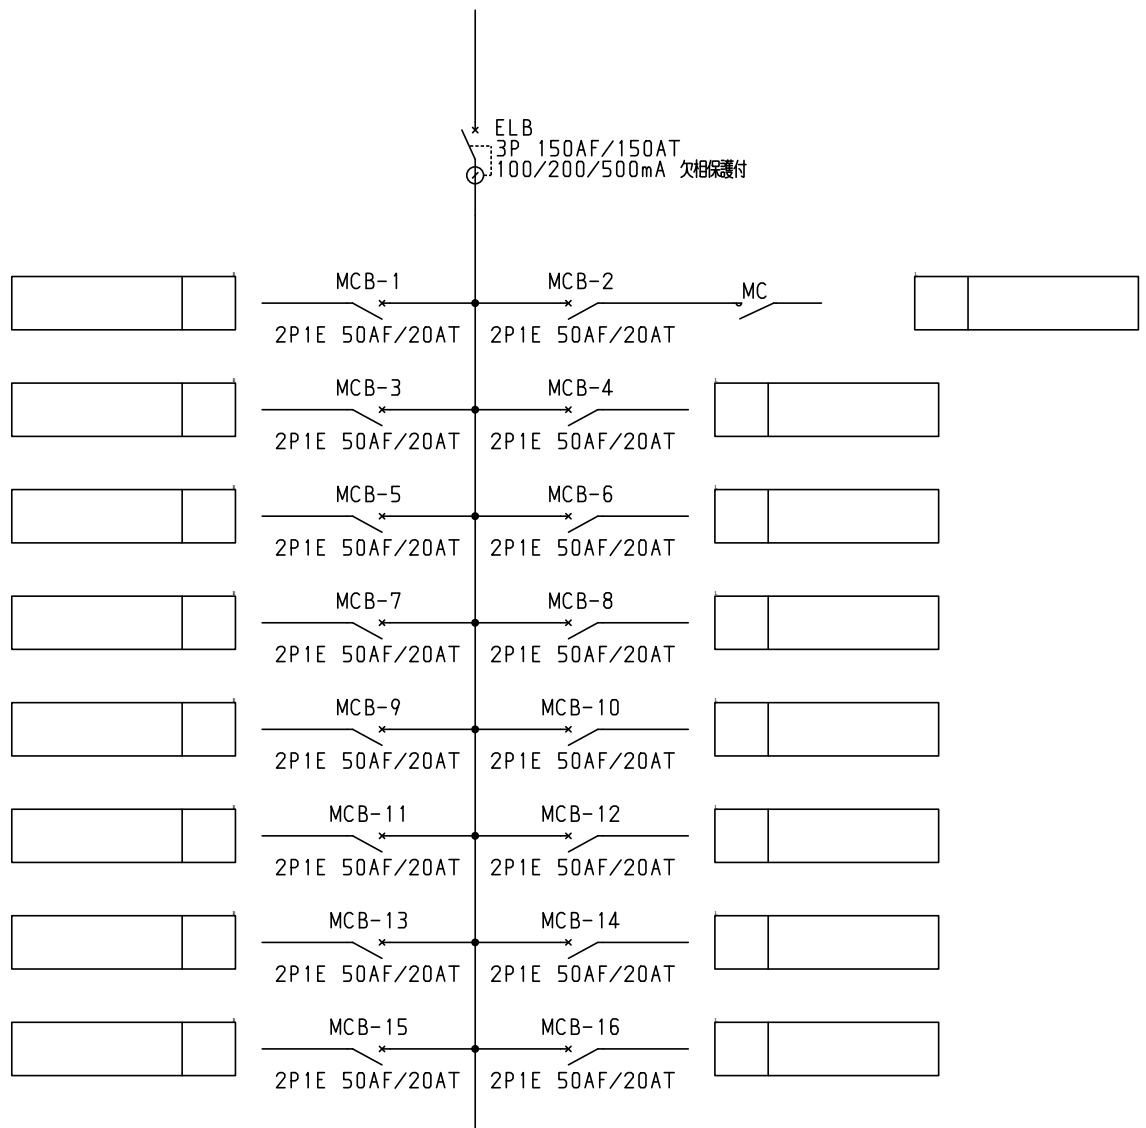 ELB
3P 150AF/150AT
100/200/500mA 欠相保護付
MCB-1
MCB-2
MC
2P1E 50AF/20AT
2P1E 50AF/20AT
MCB-3
MCB-4
2P1E 50AF/20AT
2P1E 50AF/20AT
MCB-5
MCB-6
2P1E 50AF/20AT
2P1E 50AF/20AT
MCB-7
MCB-8
2P1E 50AF/20AT
2P1E 50AF/20AT
MCB-9
MCB-10
2P1E 50AF/20AT
2P1E 50AF/20AT
MCB-11
MCB-12
2P1E 50AF/20AT
2P1E 50AF/20AT
MCB-13
MCB-14
2P1E 50AF/20AT
2P1E 50AF/20AT
MCB-15
MCB-16
2P1E 50AF/20AT
2P1E 50AF/20AT